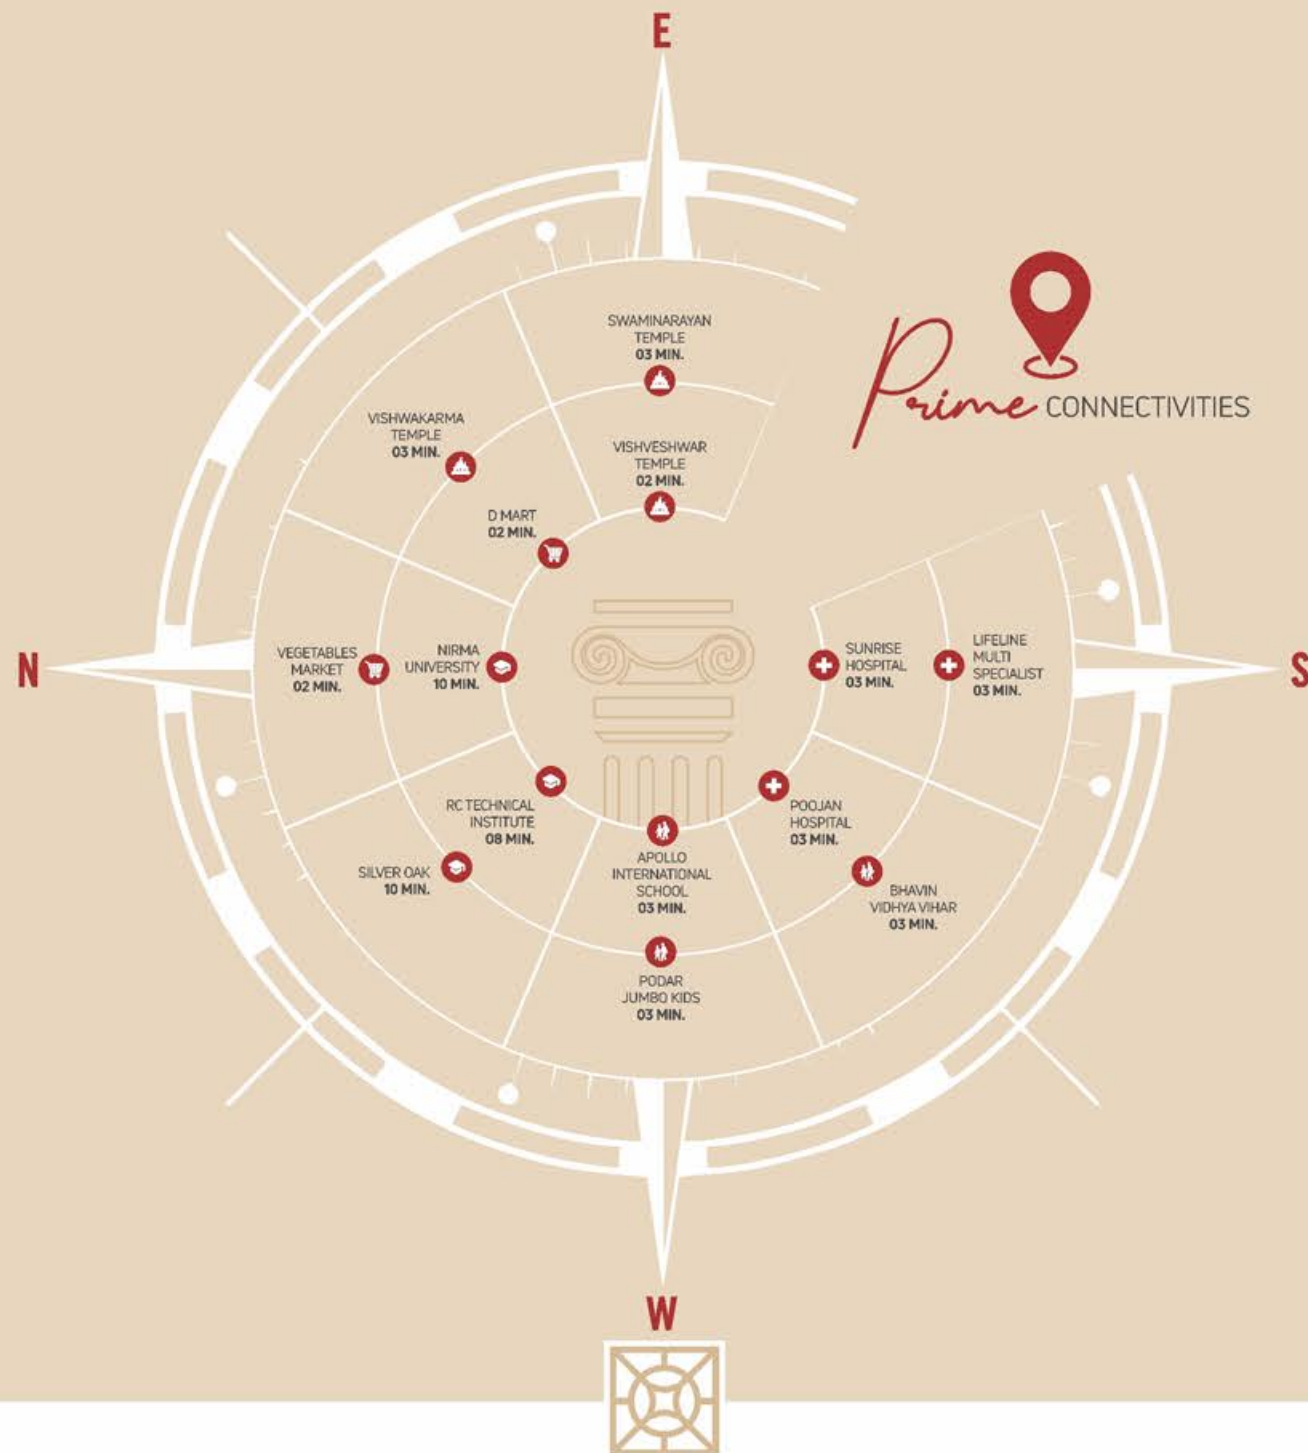 E
Prime CONNECTIVITIES
SWAMINARAYAN
TEMPLE
03 MIN.
VISHWAKARMA
TEMPLE
03 MIN.
VISHVESHWAR
TEMPLE
02 MIN.
D MART
02 MIN.
N
VEGETABLES
MARKET
02 MIN.
NIRMA
UNIVERSITY
10 MIN.
SUNRISE
HOSPITAL
03 MIN.
LIFELINE
MULTI
SPECIALIST
03 MIN.
S
RC TECHNICAL
INSTITUTE
08 MIN.
POOJAN
HOSPITAL
03 MIN.
SILVER OAK
10 MIN.
APOLLO
INTERNATIONAL
SCHOOL
03 MIN.
BHAVIN
VIDHYA VIHAR
03 MIN.
PODAR
JUMBO KIDS
03 MIN.
W